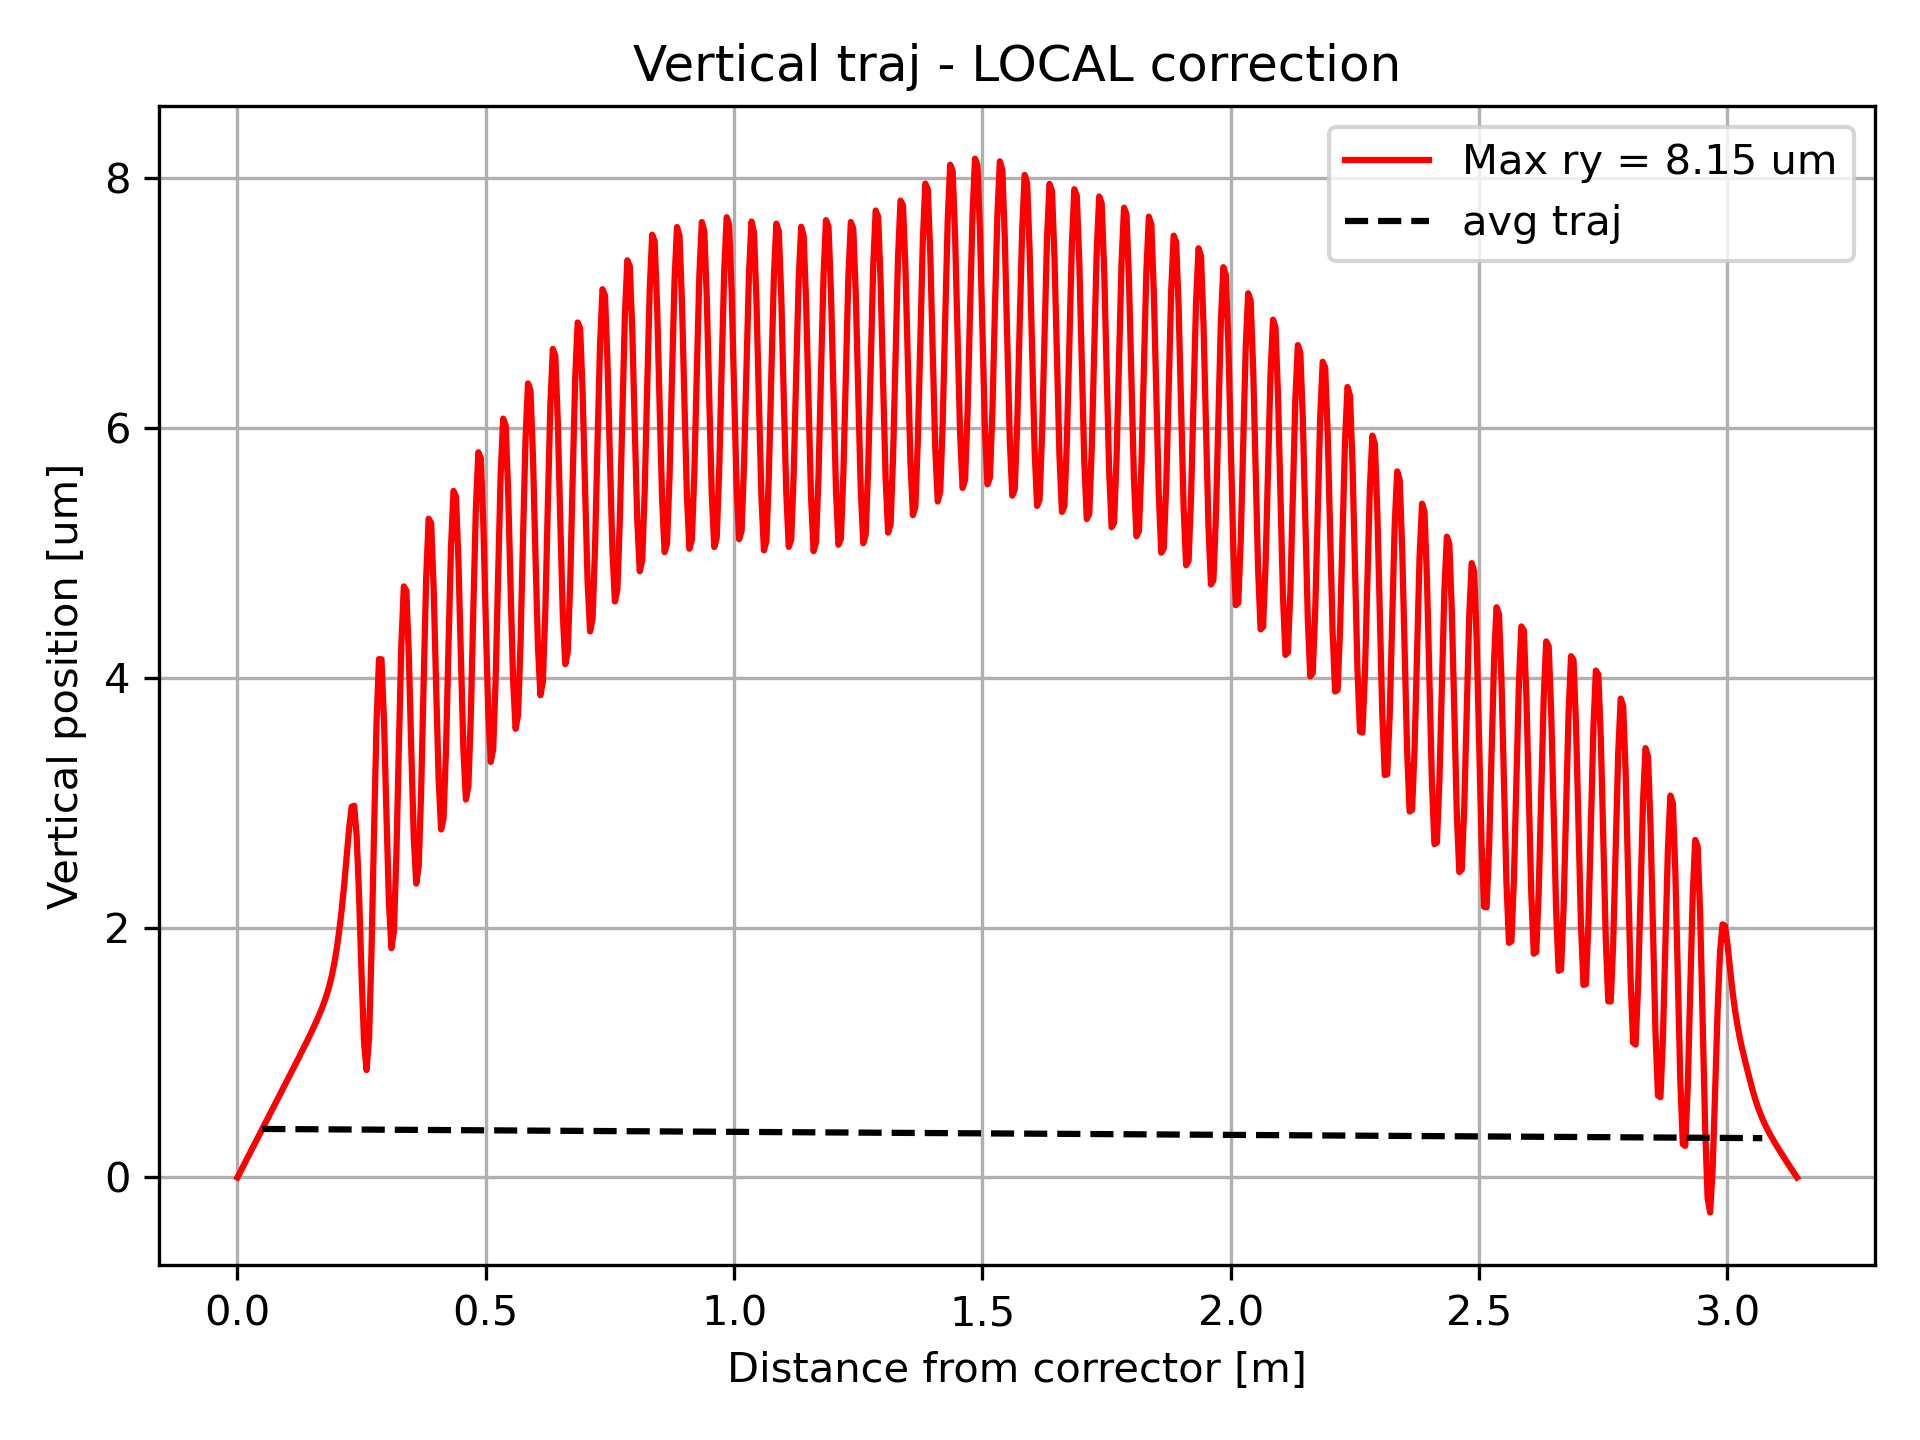 Vertical traj - LOCAL correction
Max ry = 8.15 um
avg traj
Vertical position [um]
8
6
4
2
0
0.0 0.5 1.0 1.5 2.0 2.5 3.0
Distance from corrector [m]